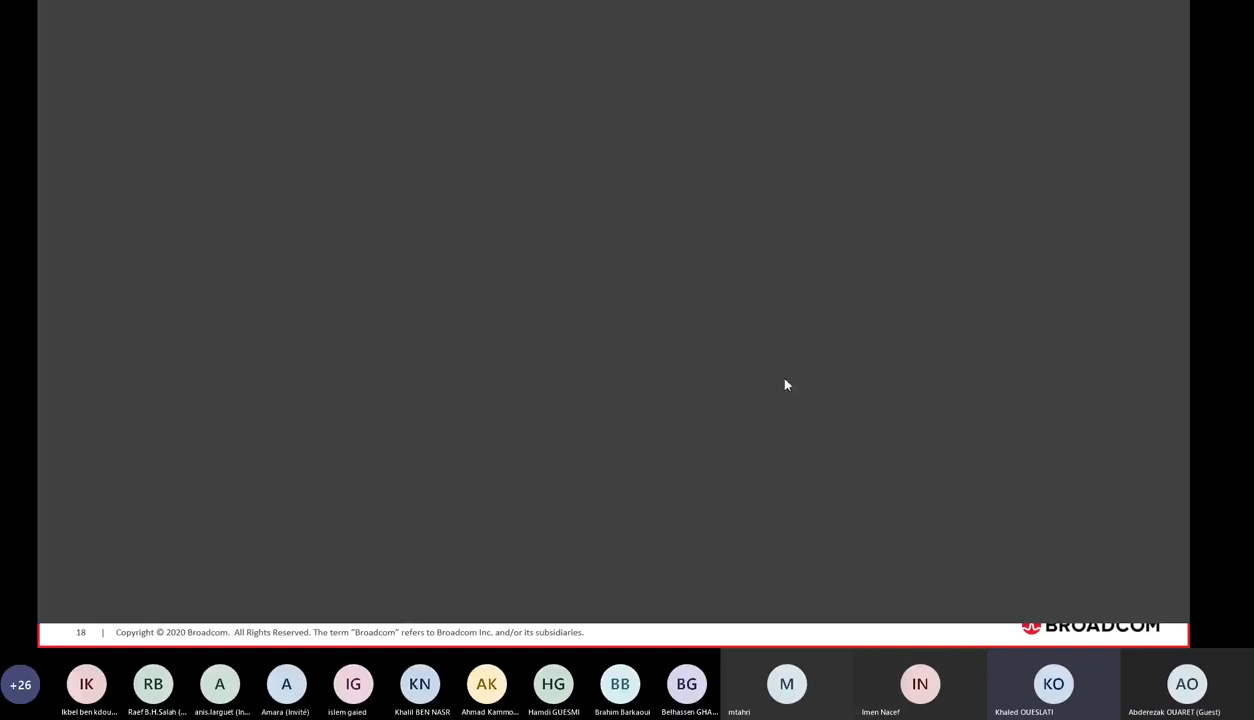 18 | Copyright © 2020 Broadcom. All Rights Reserved. The term “Broadcom” refers to Broadcom Inc. and/or its subsidiaries.
BROADCOM
+26
IK
RB
A
A
IG
KN
AK
HG
BB
BG
M
IN
KO
AO
Ikbel ben kdou...
Raef B.H.Salah (...
anis.larguet (In...
Amara (Invité)
islem gaied
Khalil BEN NASR
Ahmad Kammo...
Hamdi GUESMI
Brahim Barkaoui
Belhassen GHA...
mtahri
Imen Nacef
Khaled OUESLATI
Abderezak OUARET (Guest)